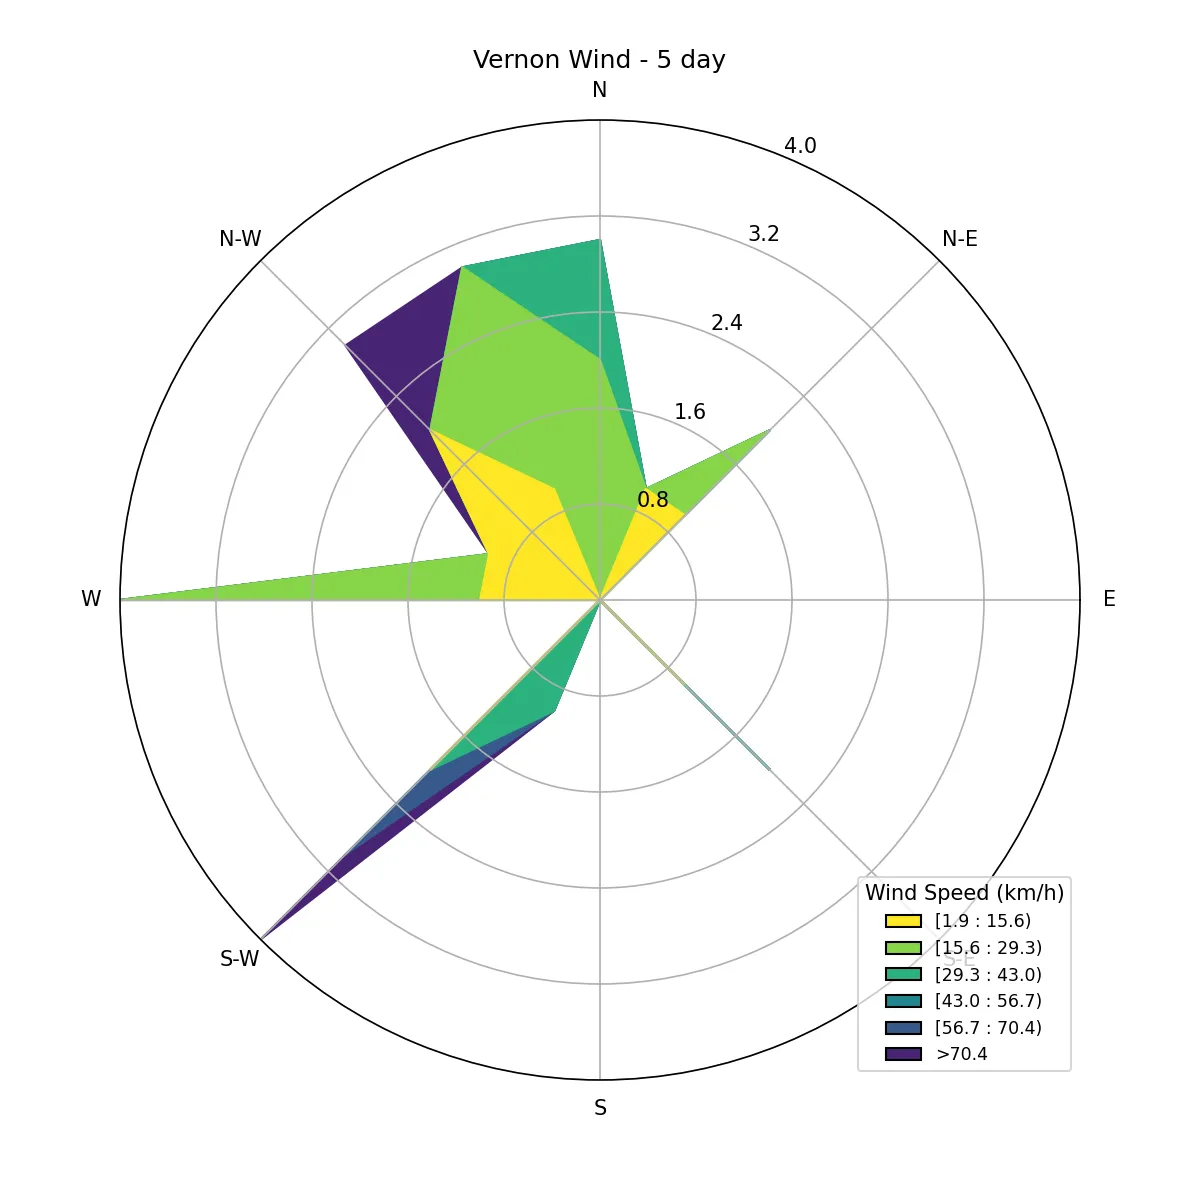 Vernon Wind - 5 day
N
4.0
N-W
3.2
N-E
2.4
1.6
0.8
W
E
S-W
S-E
Wind Speed (km/h)
[1.9 : 15.6)
[15.6 : 29.3)
[29.3 : 43.0)
[43.0 : 56.7)
[56.7 : 70.4)
>70.4
S